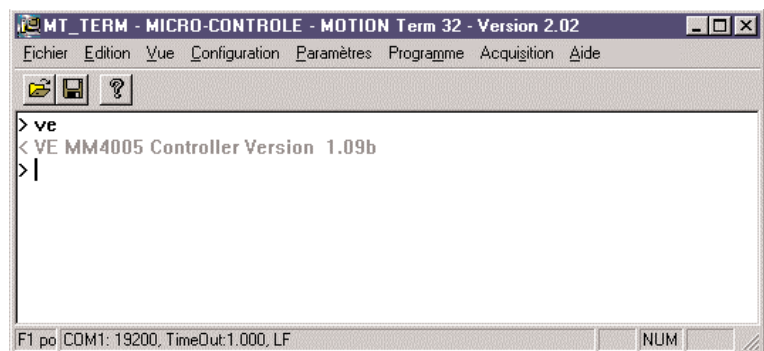 MT_TERM - MICRO-CONTROLE - MOTION Term 32 - Version 2.02
Fichier Edition Vue Configuration Paramètres Programme Acquisition Aide
> ve
< VE MM4005 Controller Version 1.09b
>
F1 po COM1: 19200, TimeOut:1.000, LF NUM